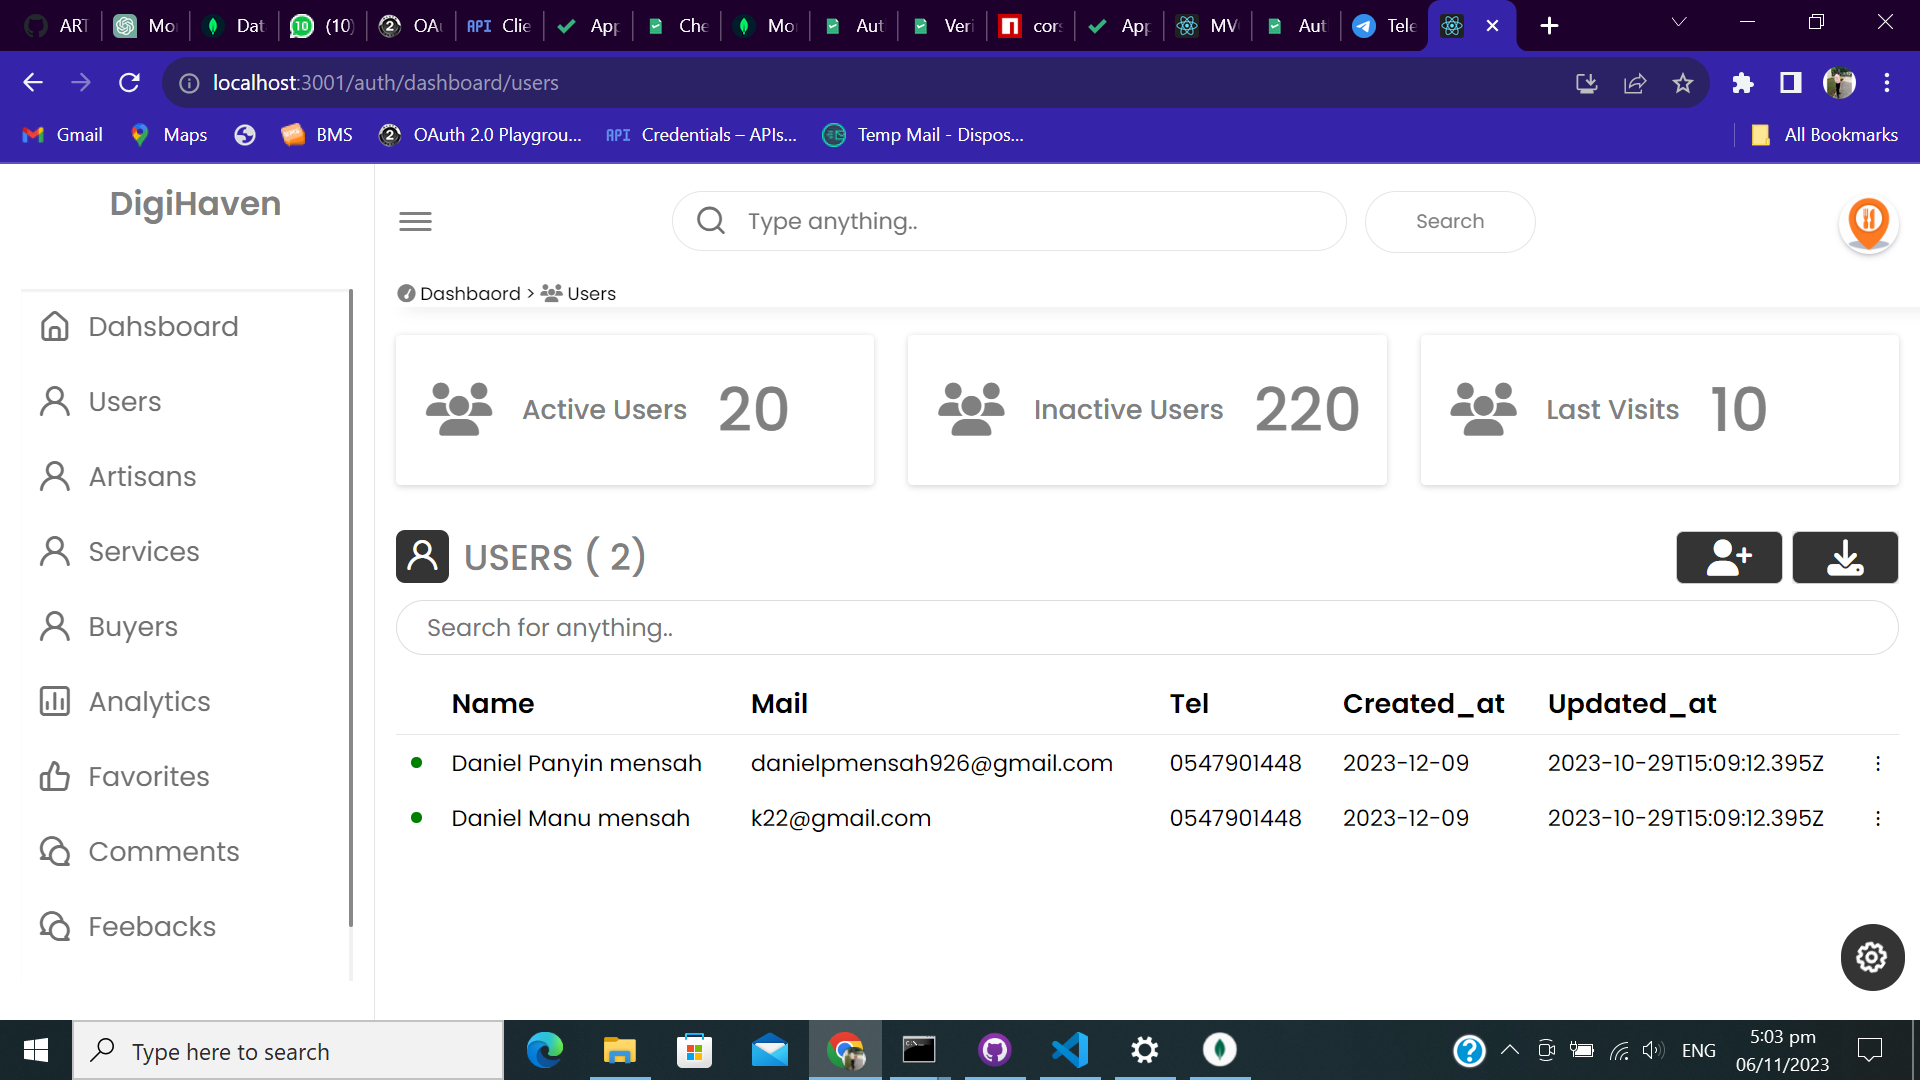 ART Mo Dat (10) OAu API Clie App Che Mo Aut Veri cors App MV Aut Tele
localhost:3001/auth/dashboard/users
Gmail Maps BMS OAuth 2.0 Playgrou... API Credentials – APIs... Temp Mail - Dispos... All Bookmarks
DigiHaven
Type anything..
Search
Dashbaord > Users
Dahsboard
Users
Artisans
Services
Buyers
Analytics
Favorites
Comments
Feebacks
Active Users 20
Inactive Users 220
Last Visits 10
USERS ( 2)
Search for anything..
Name Mail Tel Created_at Updated_at
Daniel Panyin mensah danielpmensah926@gmail.com 0547901448 2023-12-09 2023-10-29T15:09:12.395Z
Daniel Manu mensah k22@gmail.com 0547901448 2023-12-09 2023-10-29T15:09:12.395Z
Type here to search
ENG
5:03 pm
06/11/2023